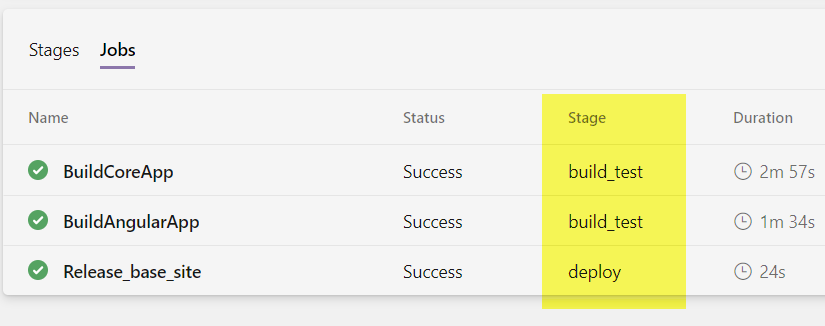 Stages Jobs
Name Status Stage Duration
BuildCoreApp Success build_test 2m 57s
BuildAngularApp Success build_test 1m 34s
Release_base_site Success deploy 24s